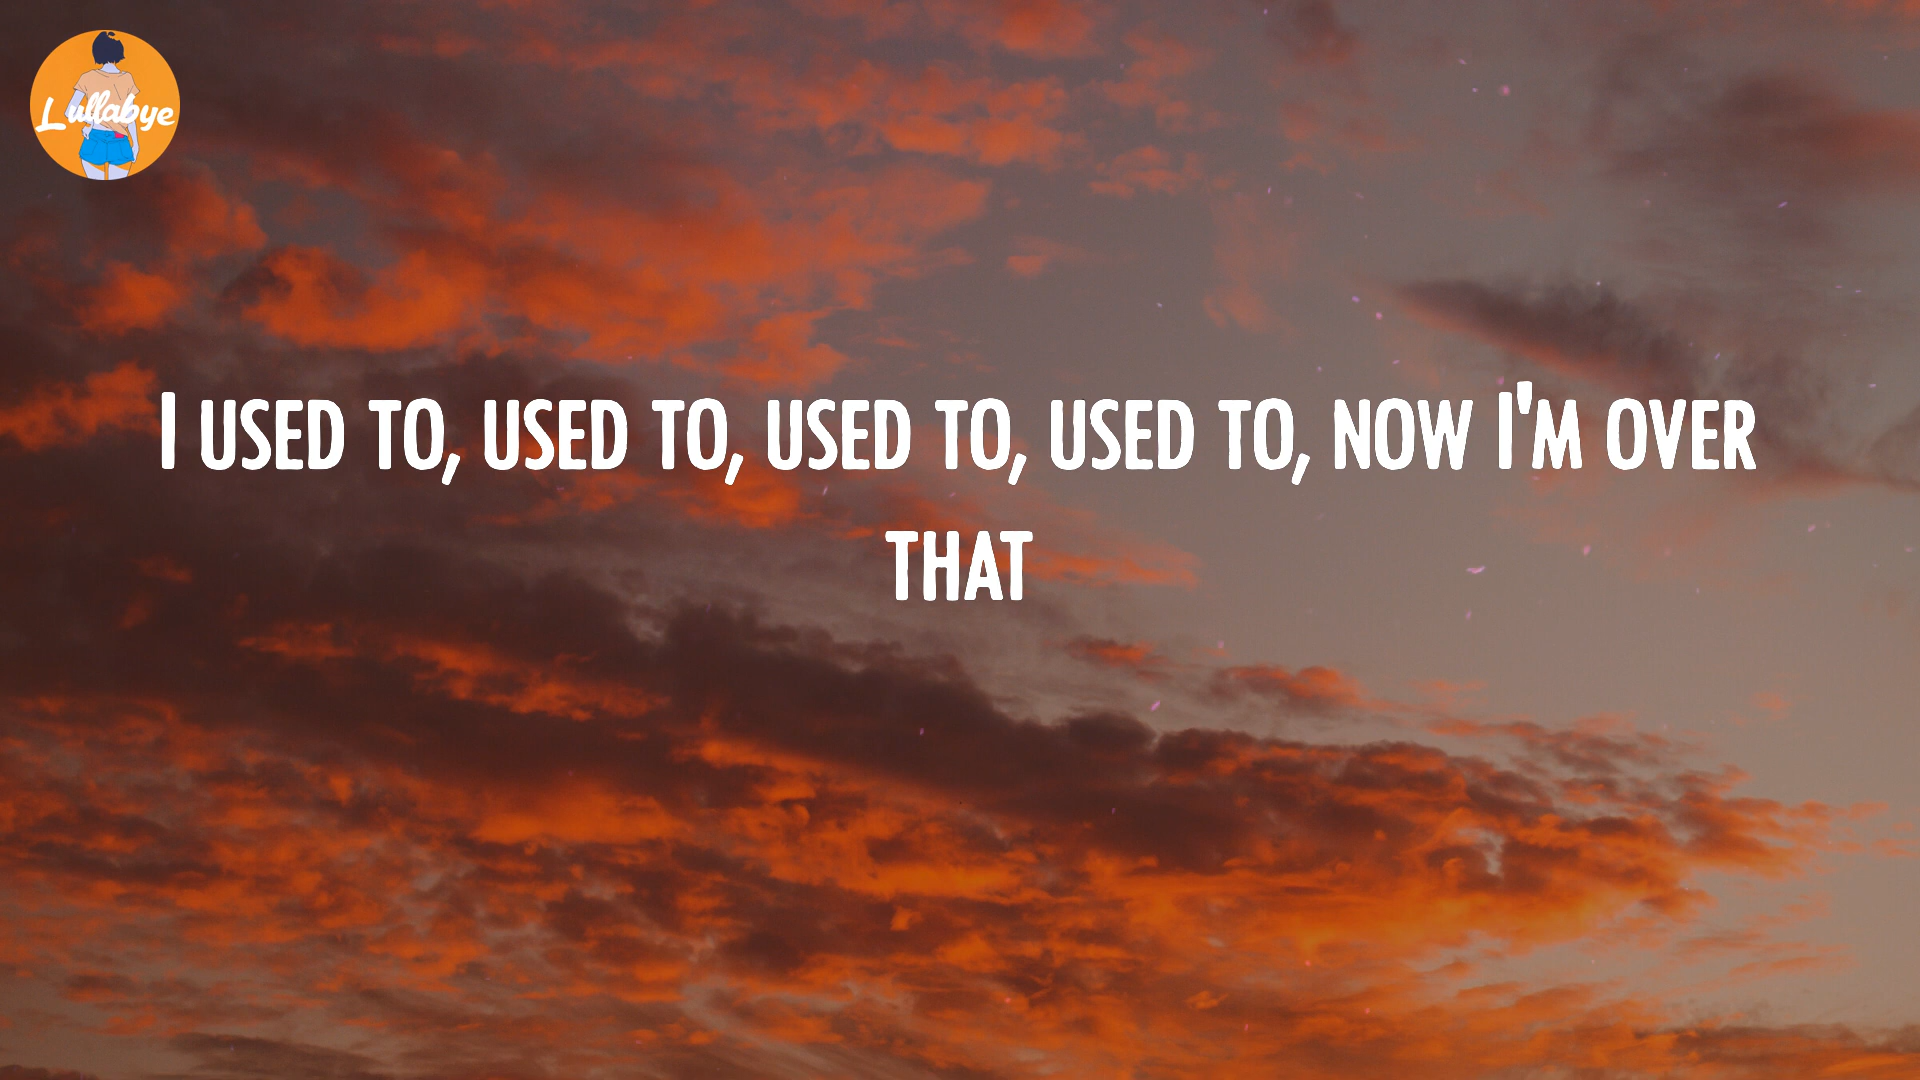 Lullabye
I USED TO, USED TO, USED TO, USED TO, NOW I'M OVER
THAT